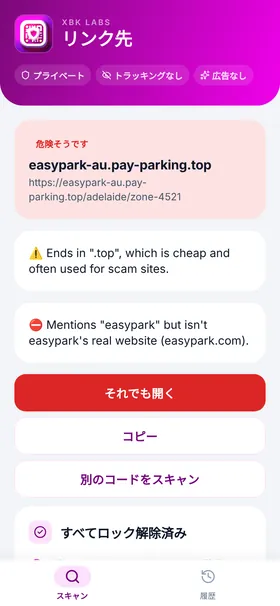 XBK LABS
リンク先
プライベート
トラッキングなし
広告なし
危険そうです
easypark-au.pay-parking.top
https://easypark-au.pay-
parking.top/adelaide/zone-4521
⚠️ Ends in ".top", which is cheap and
often used for scam sites.
⛔ Mentions "easypark" but isn't
easypark's real website (easypark.com).
それでも開く
コピー
別のコードをスキャン
すべてロック解除済み
スキャン
履歴